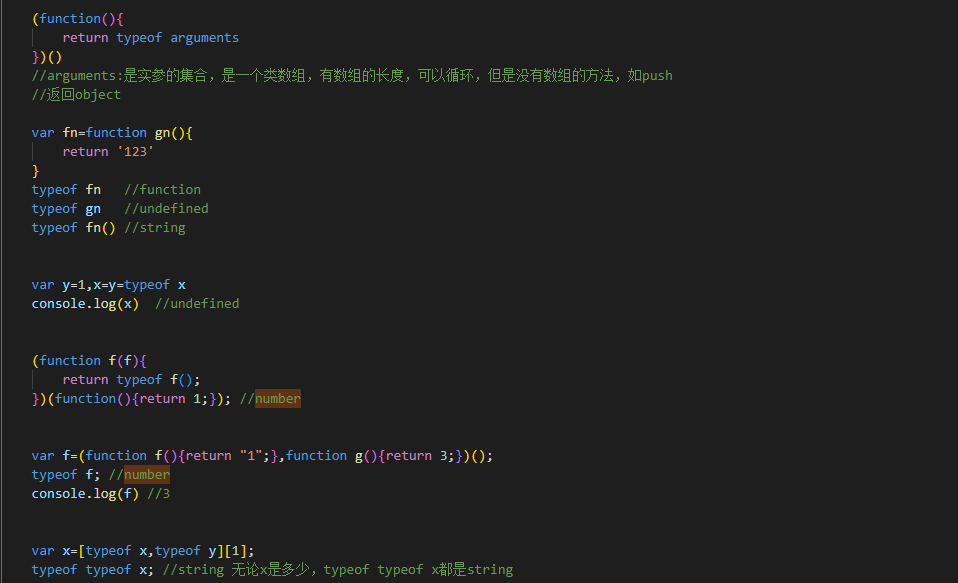 (function(){
return typeof arguments
})()
//arguments:是实参的集合，是一个类数组，有数组的长度，可以循环，但是没有数组的方法，如push
//返回object
var fn=function gn(){
return '123'
}
typeof fn //function
typeof gn //undefined
typeof fn() //string
var y=1,x=y=typeof x
console.log(x) //undefined
(function f(f){
return typeof f();
})(function(){return 1;}); //number
var f=(function f(){return "1";},function g(){return 3;})();
typeof f; //number
console.log(f) //3
var x=[typeof x,typeof y][1];
typeof typeof x; //string 无论x是多少，typeof typeof x都是string